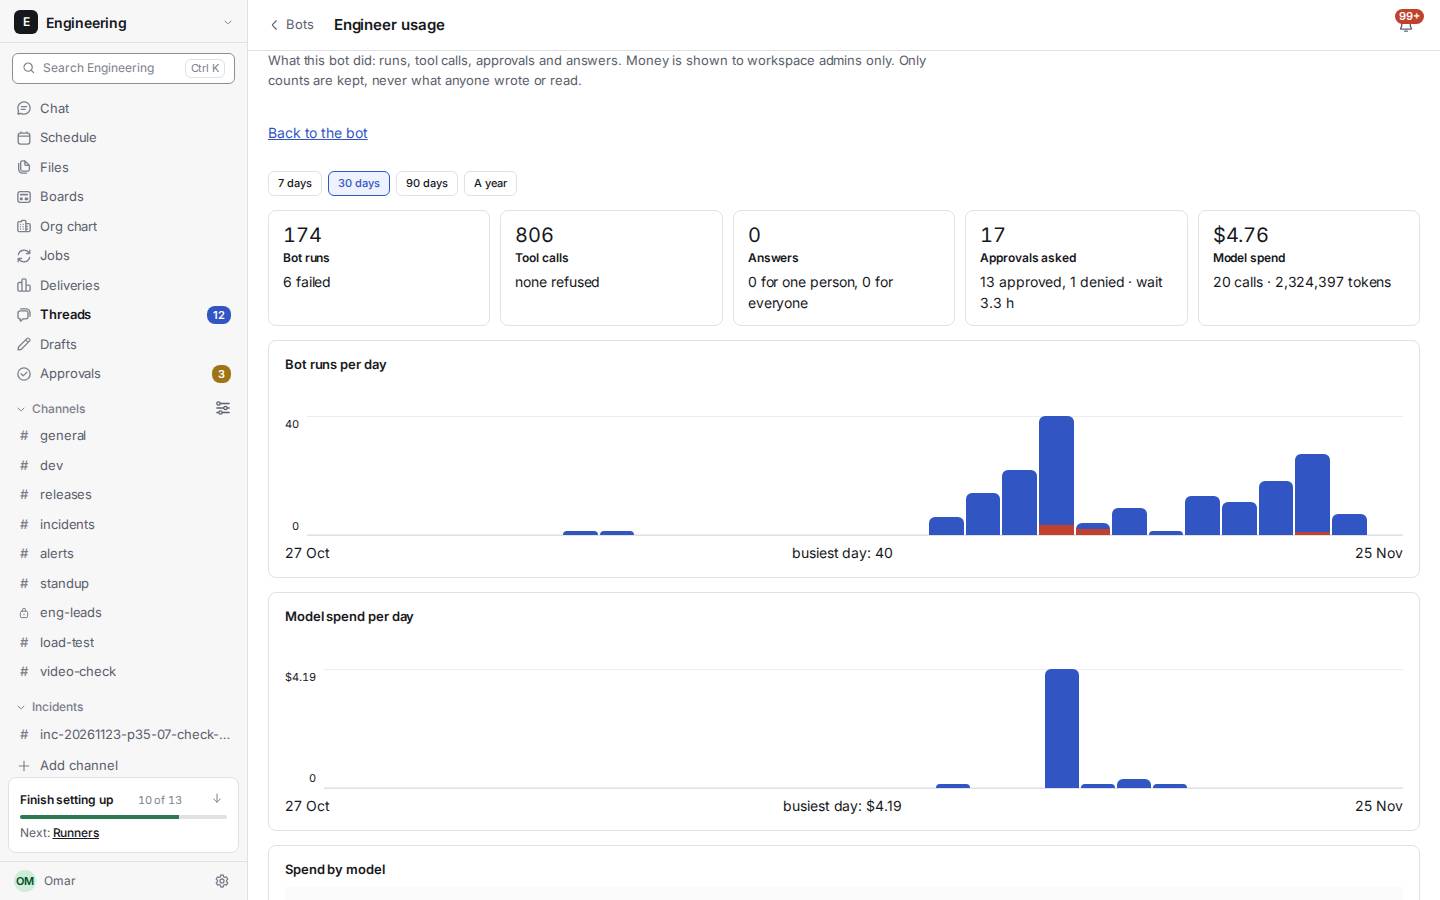 E Engineering
Search Engineering Ctrl K
Chat
Schedule
Files
Boards
Org chart
Jobs
Deliveries
Threads 12
Drafts
Approvals 3
Channels
# general
# dev
# releases
# incidents
# alerts
# standup
eng-leads
# load-test
# video-check
Incidents
# inc-20261123-p35-07-check-...
Add channel
Finish setting up 10 of 13
Next: Runners
OM Omar
Bots Engineer usage 99+
What this bot did: runs, tool calls, approvals and answers. Money is shown to workspace admins only. Only
counts are kept, never what anyone wrote or read.
Back to the bot
7 days 30 days 90 days A year
174
Bot runs
6 failed
806
Tool calls
none refused
0
Answers
0 for one person, 0 for
everyone
17
Approvals asked
13 approved, 1 denied · wait
3.3 h
$4.76
Model spend
20 calls · 2,324,397 tokens
Bot runs per day
40
0
27 Oct busiest day: 40 25 Nov
Model spend per day
$4.19
0
27 Oct busiest day: $4.19 25 Nov
Spend by model